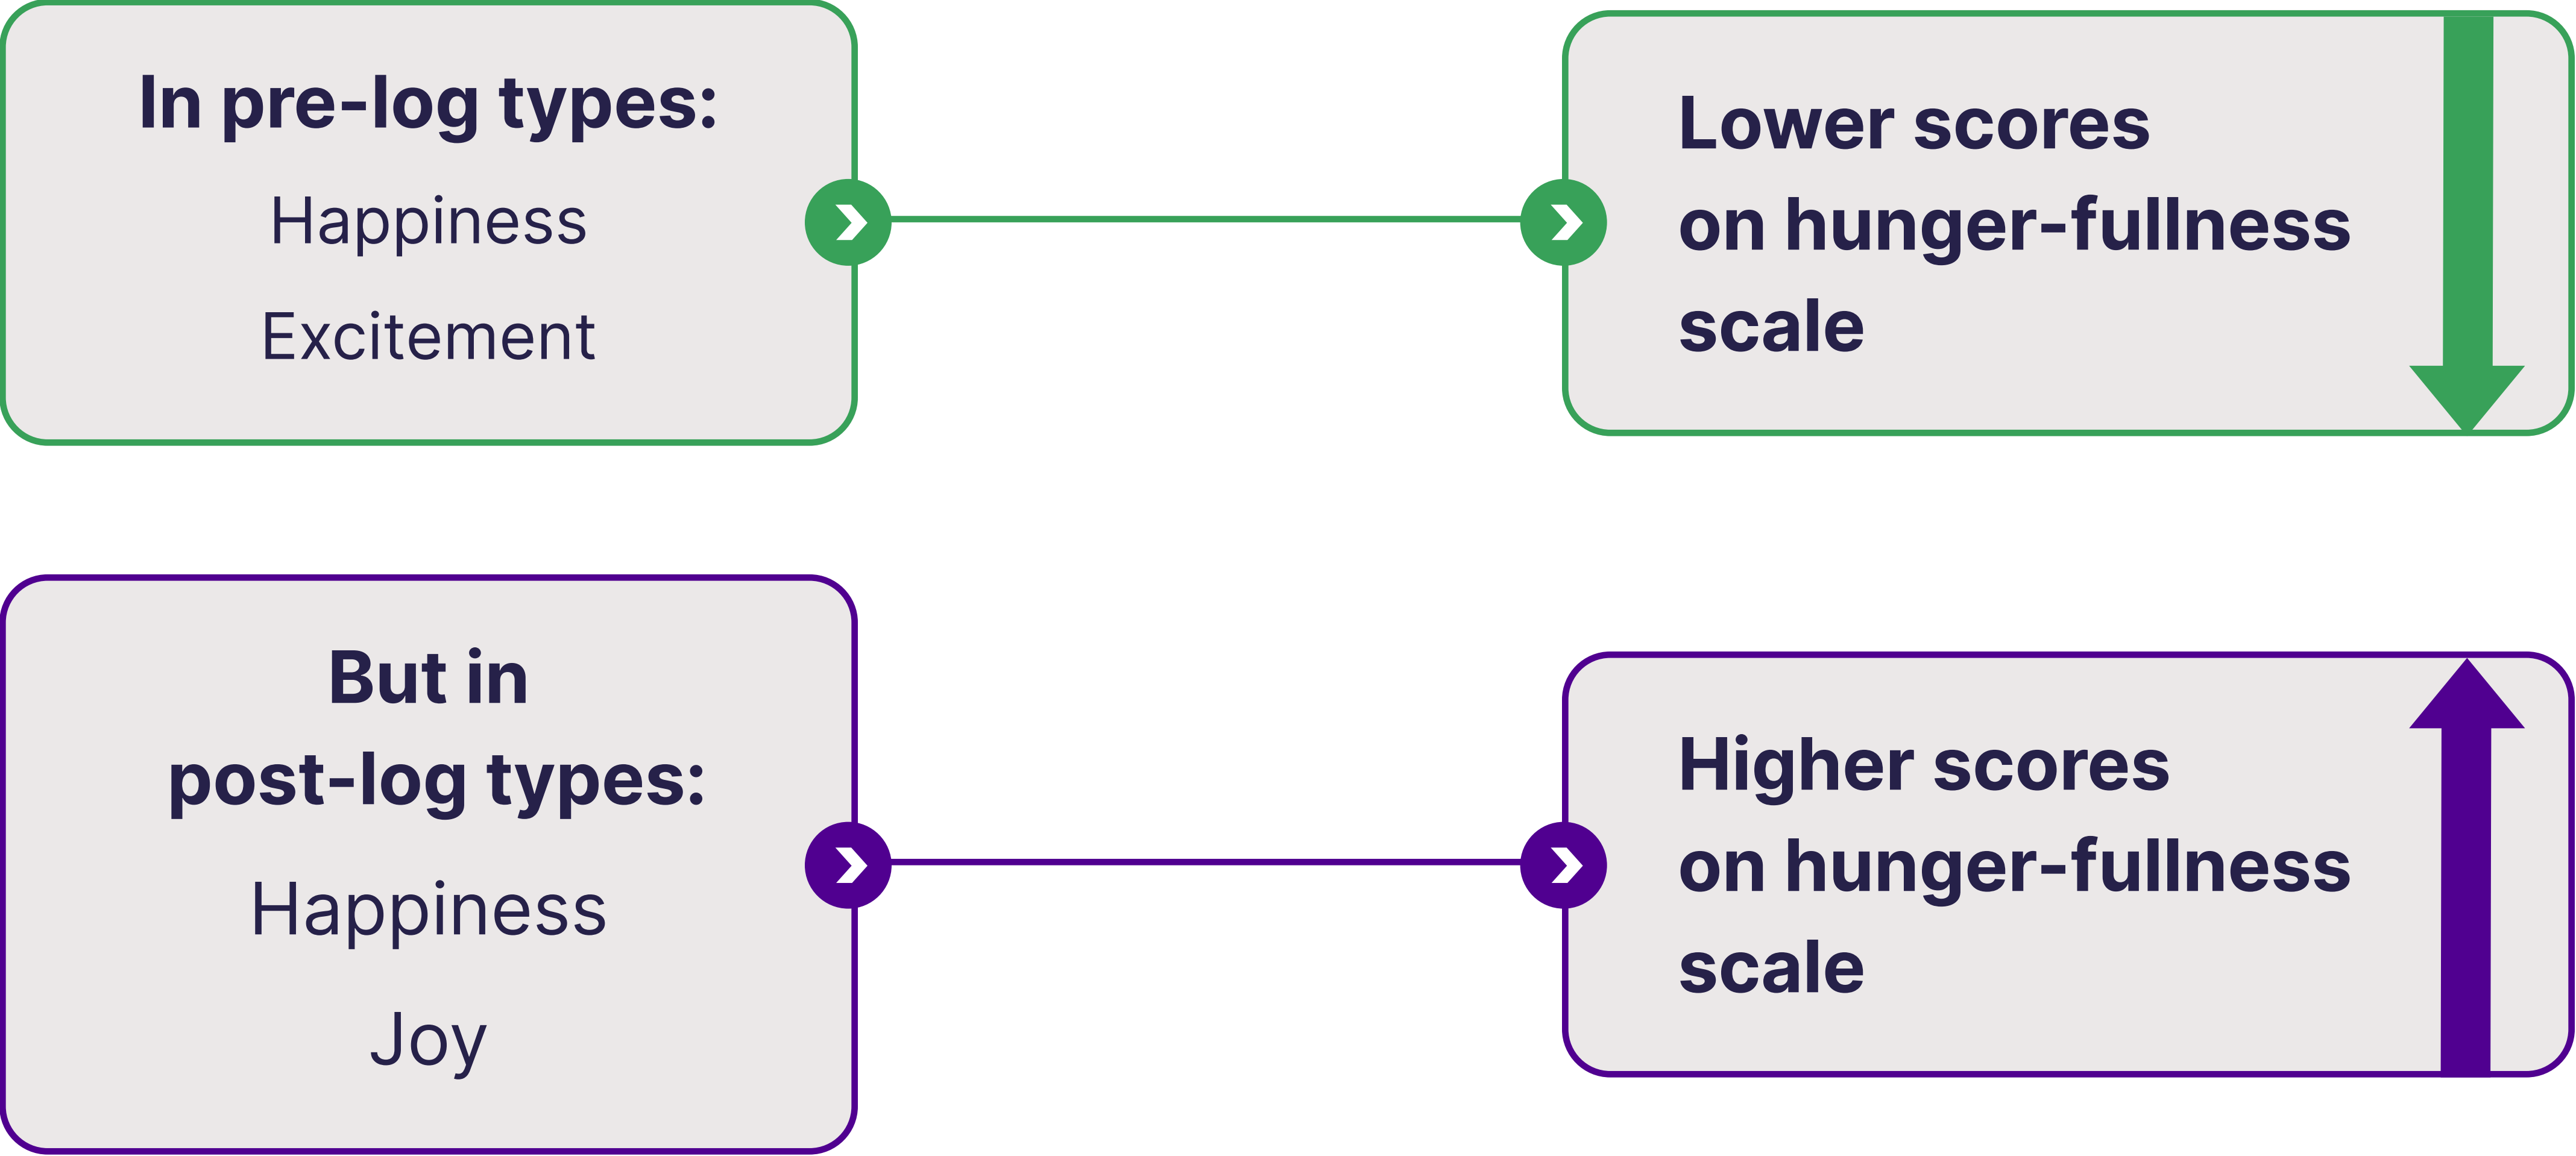 In pre-log types:
Happiness
Excitement
Lower scores
on hunger-fullness
scale
But in
post-log types:
Happiness
Joy
Higher scores
on hunger-fullness
scale